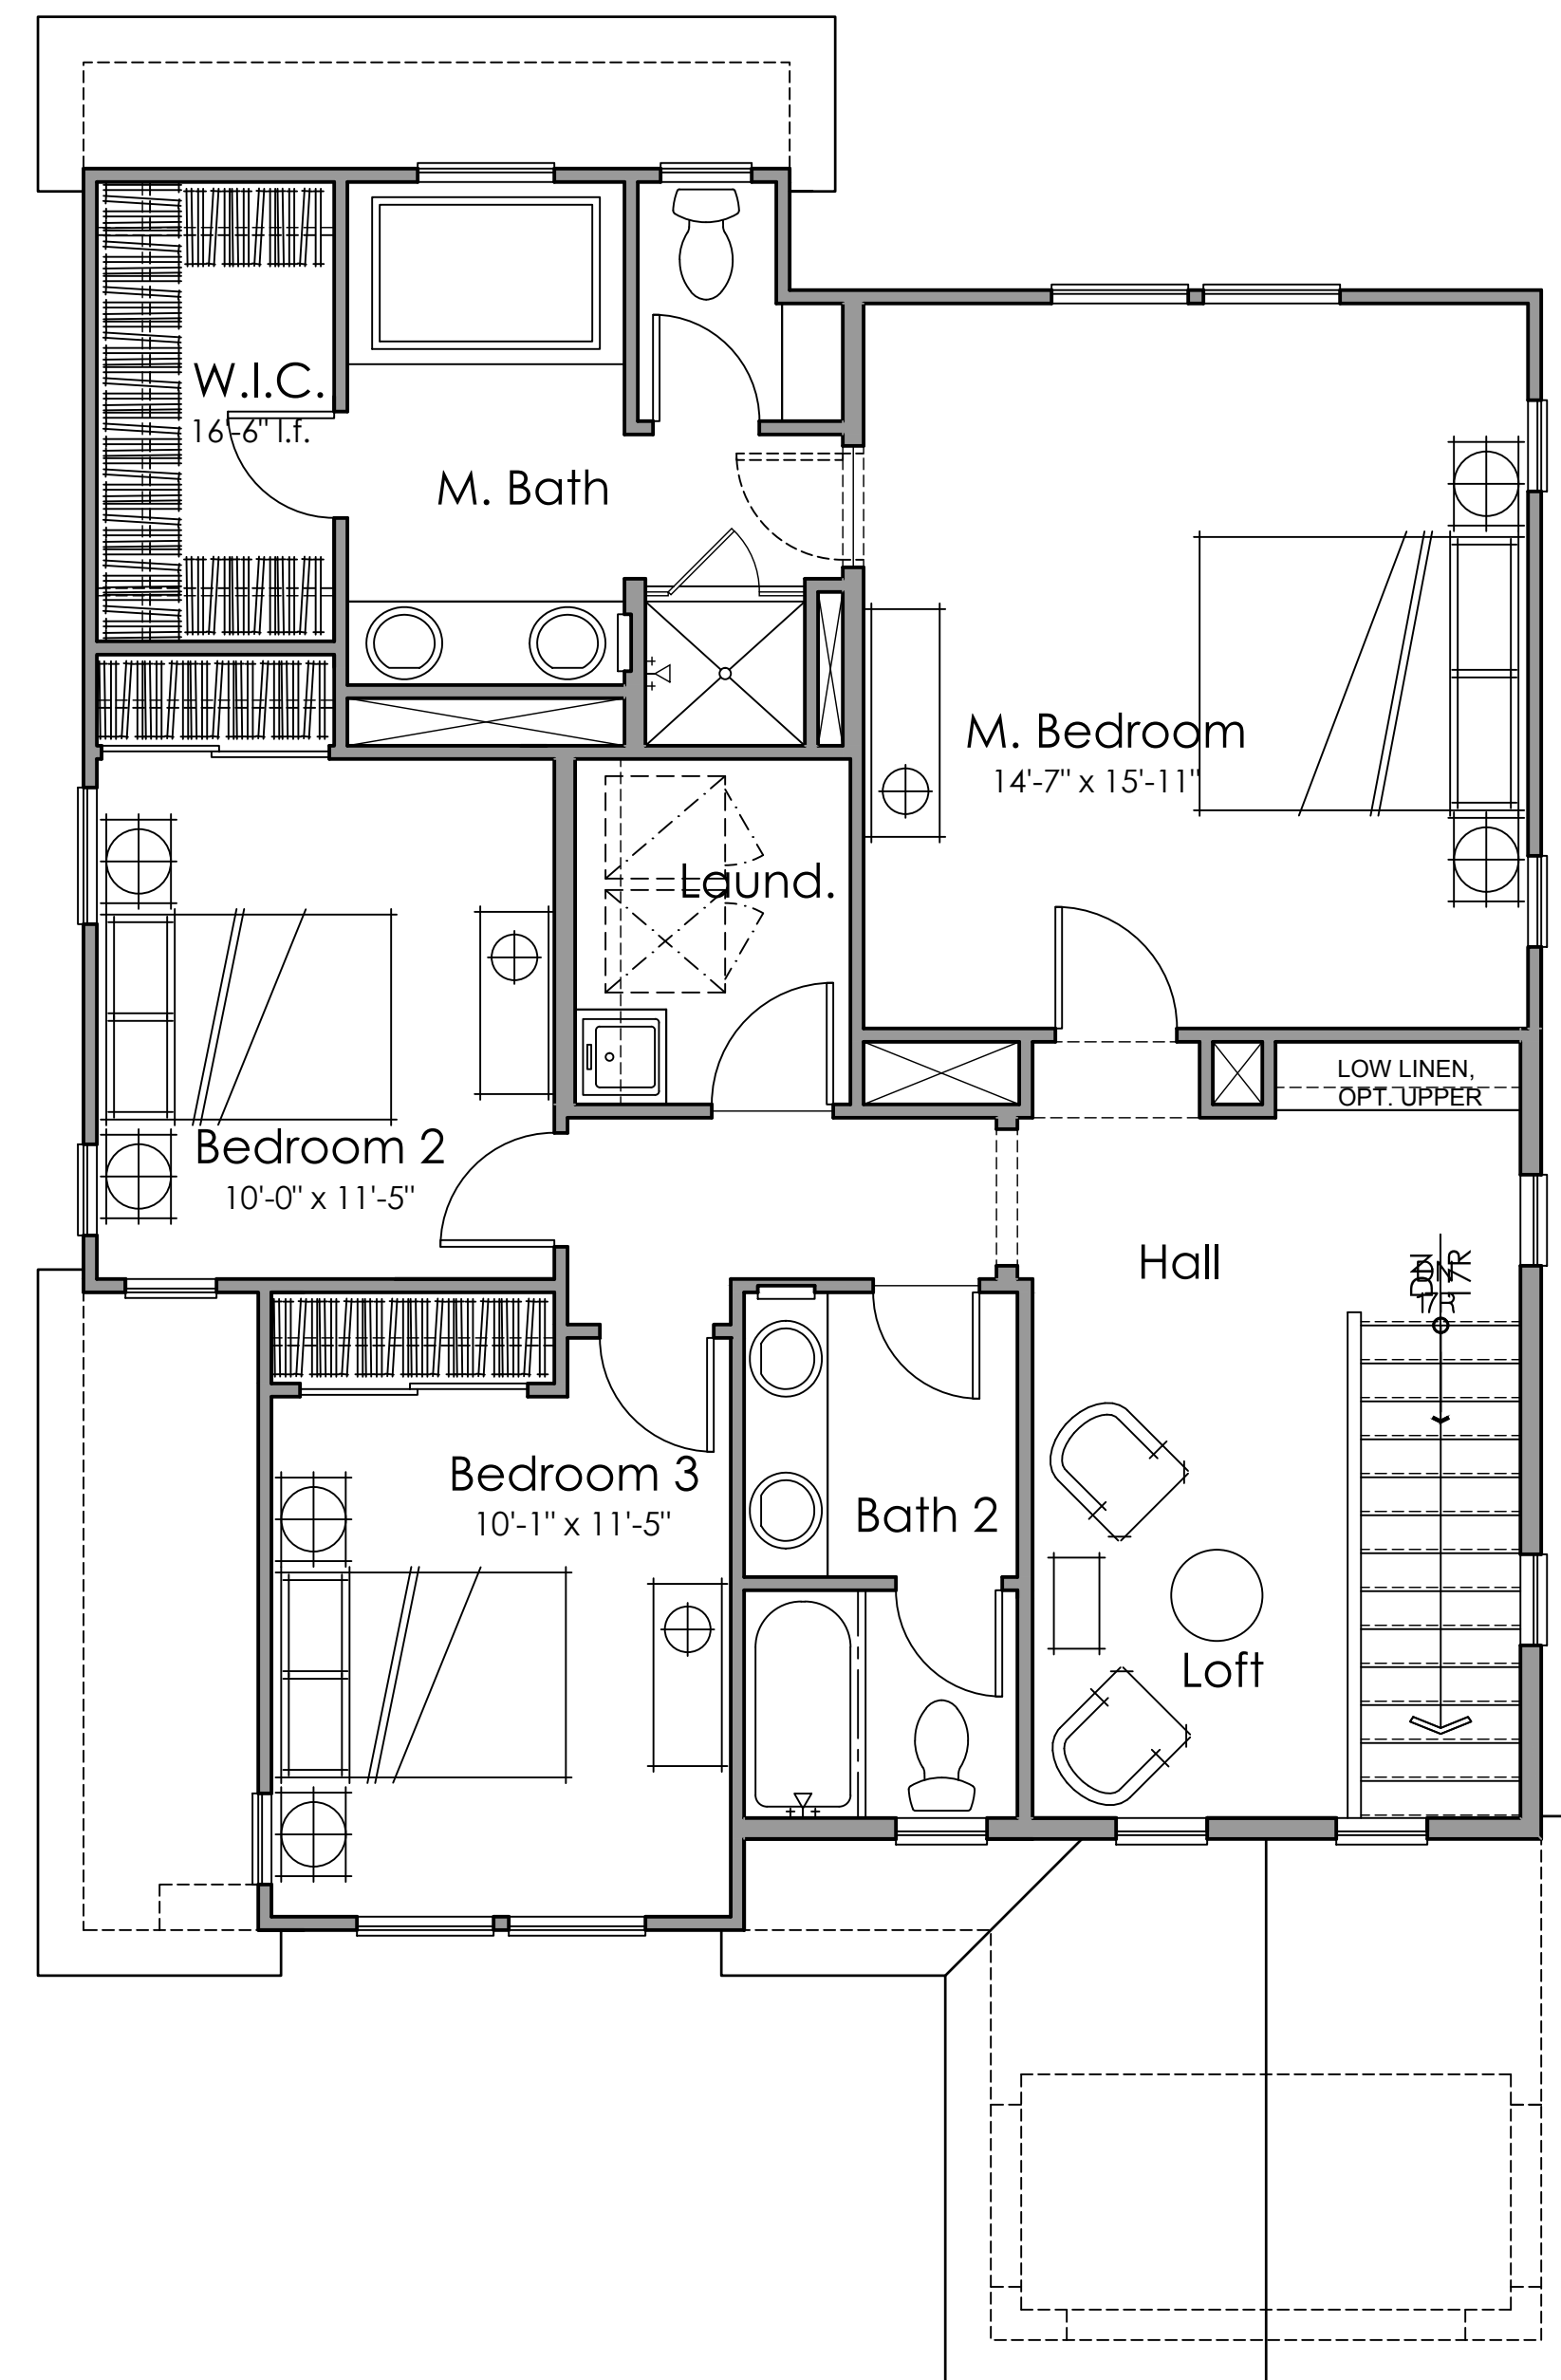 W.I.C.
16'-6" l.f.
M. Bath
M. Bedroom
14'-7" x 15'-11"
Laund.
LOW LINEN,
OPT. UPPER
Bedroom 2
10'-0" x 11'-5"
Hall
DN
17R
Bedroom 3
10'-1" x 11'-5"
Bath 2
Loft